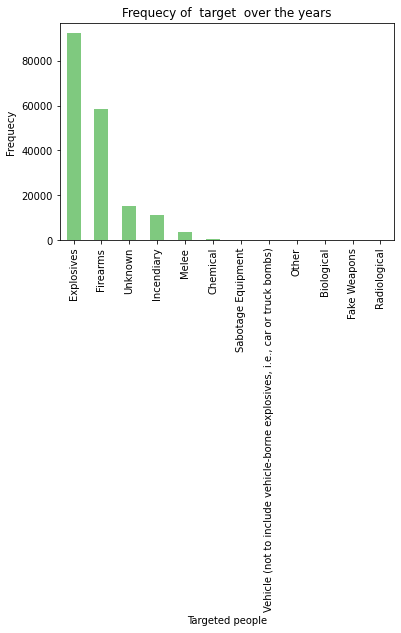 Frequecy of  target  over the years
Frequecy
80000
60000
40000
20000
0
Explosives
Firearms
Unknown
Incendiary
Melee
Chemical
Sabotage Equipment
Vehicle (not to include vehicle-borne explosives, i.e., car or truck bombs)
Other
Biological
Fake Weapons
Radiological
Targeted people